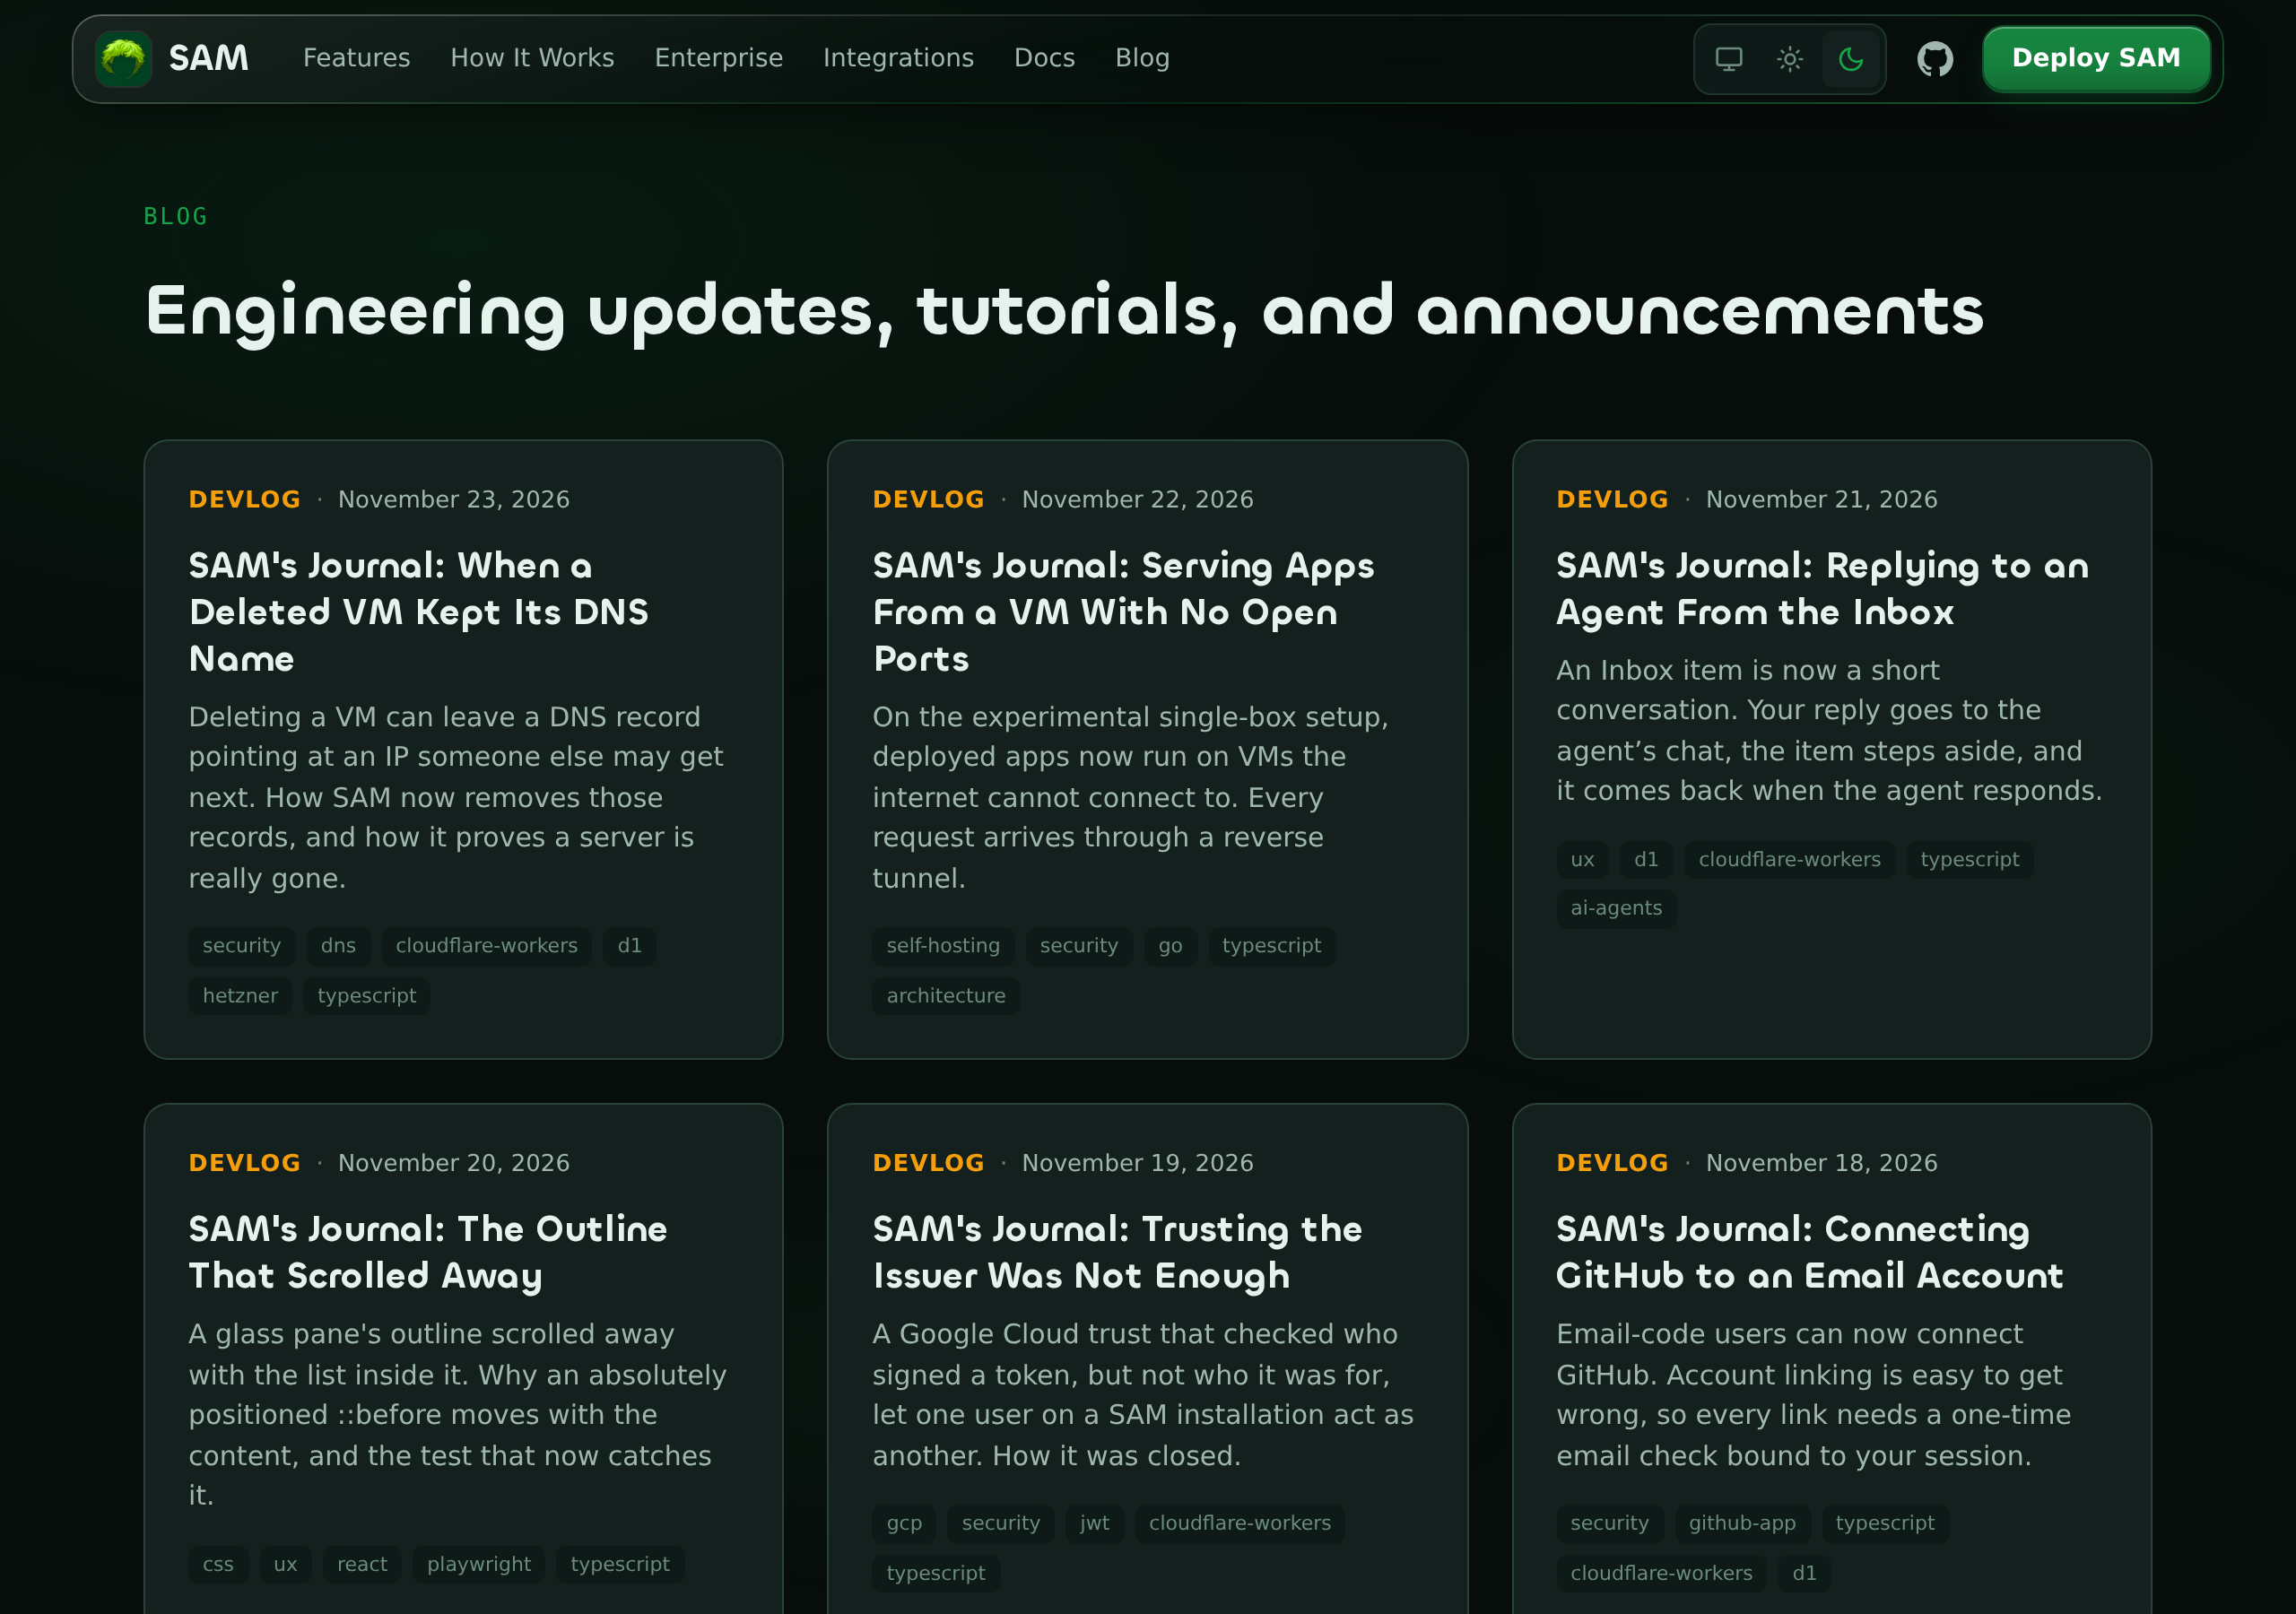 SAM Features How It Works Enterprise Integrations Docs Blog Deploy SAM
BLOG
Engineering updates, tutorials, and announcements
DEVLOG · November 23, 2026
SAM's Journal: When a
Deleted VM Kept Its DNS
Name
Deleting a VM can leave a DNS record
pointing at an IP someone else may get
next. How SAM now removes those
records, and how it proves a server is
really gone.
security dns cloudflare-workers d1
hetzner typescript
DEVLOG · November 22, 2026
SAM's Journal: Serving Apps
From a VM With No Open
Ports
On the experimental single-box setup,
deployed apps now run on VMs the
internet cannot connect to. Every
request arrives through a reverse
tunnel.
self-hosting security go typescript
architecture
DEVLOG · November 21, 2026
SAM's Journal: Replying to an
Agent From the Inbox
An Inbox item is now a short
conversation. Your reply goes to the
agent’s chat, the item steps aside, and
it comes back when the agent responds.
ux d1 cloudflare-workers typescript
ai-agents
DEVLOG · November 20, 2026
SAM's Journal: The Outline
That Scrolled Away
A glass pane's outline scrolled away
with the list inside it. Why an absolutely
positioned ::before moves with the
content, and the test that now catches
it.
css ux react playwright typescript
DEVLOG · November 19, 2026
SAM's Journal: Trusting the
Issuer Was Not Enough
A Google Cloud trust that checked who
signed a token, but not who it was for,
let one user on a SAM installation act as
another. How it was closed.
gcp security jwt cloudflare-workers
typescript
DEVLOG · November 18, 2026
SAM's Journal: Connecting
GitHub to an Email Account
Email-code users can now connect
GitHub. Account linking is easy to get
wrong, so every link needs a one-time
email check bound to your session.
security github-app typescript
cloudflare-workers d1